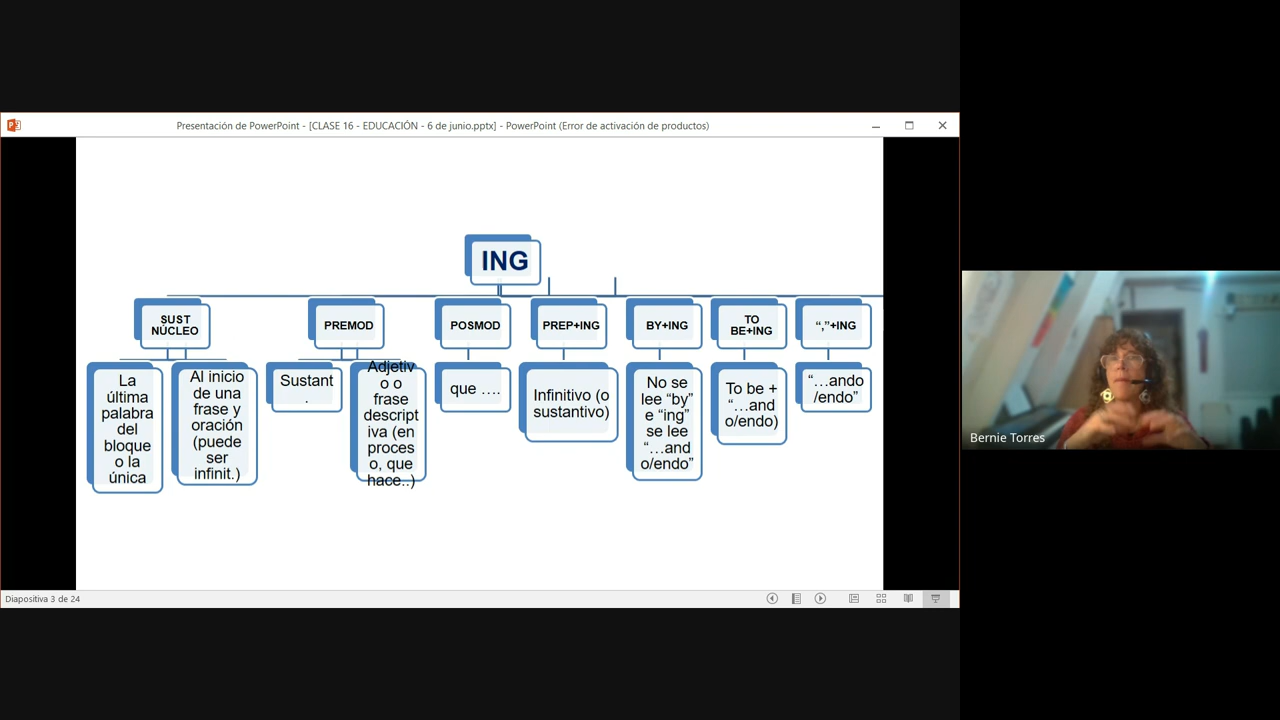 Presentación de PowerPoint - [CLASE 16 - EDUCACIÓN - 6 de junio.pptx] - PowerPoint (Error de activación de productos)
ING
SUST
NÚCLEO
PREMOD
POSMOD
PREP+ING
BY+ING
TO
BE+ING
“,”+ING
La
última
palabra
del
bloque
o la
única
Al inicio
de una
frase y
oración
(puede
ser
infinit.)
Sustant
.
Adjetiv
o o
frase
descript
iva (en
proces
o, que
hace..)
que ….
Infinitivo (o
sustantivo)
No se
lee “by”
e “ing”
se lee
“…and
o/endo”
To be +
“…and
o/endo)
“…ando
/endo”
Bernie Torres
Diapositiva 3 de 24